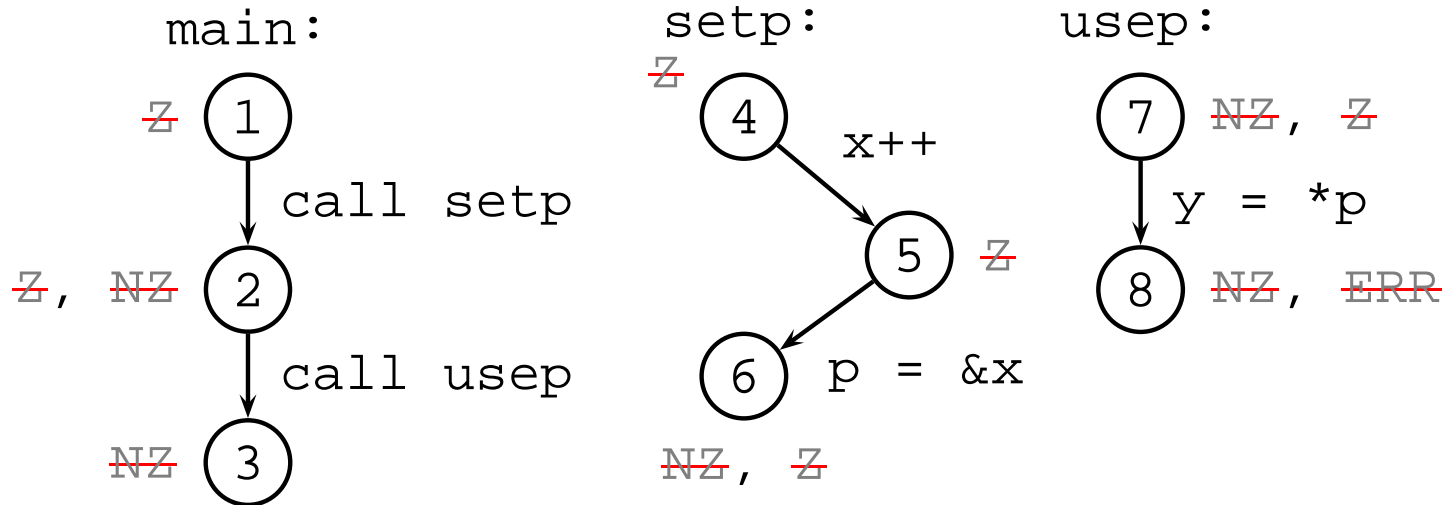 main:
Z
1
call setp
Z, NZ
2
call usep
NZ
3
setp:
Z
4
x++
5
Z
6
p = &x
NZ, Z
usep:
7
NZ, Z
y = *p
8
NZ, ERR